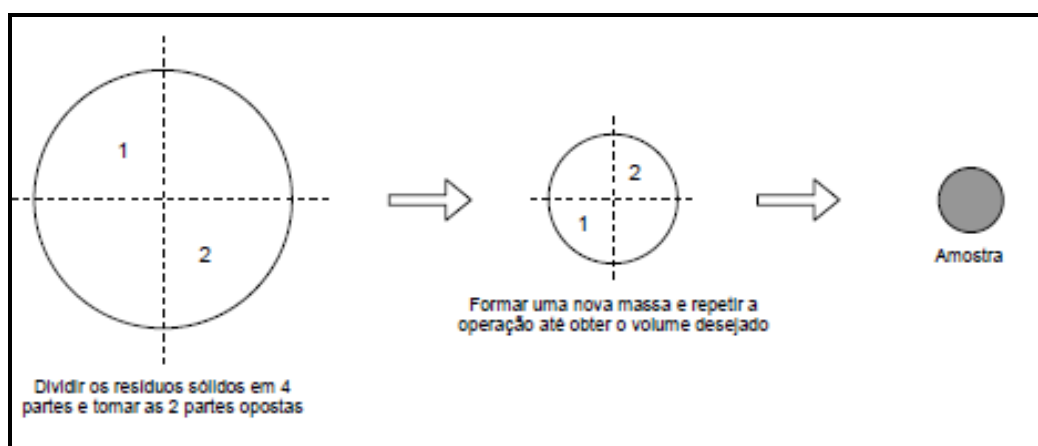 1
2
Dividir os resíduos sólidos em 4
partes e tomar as 2 partes opostas
2
1
Formar uma nova massa e repetir a
operação até obter o volume desejado
Amostra